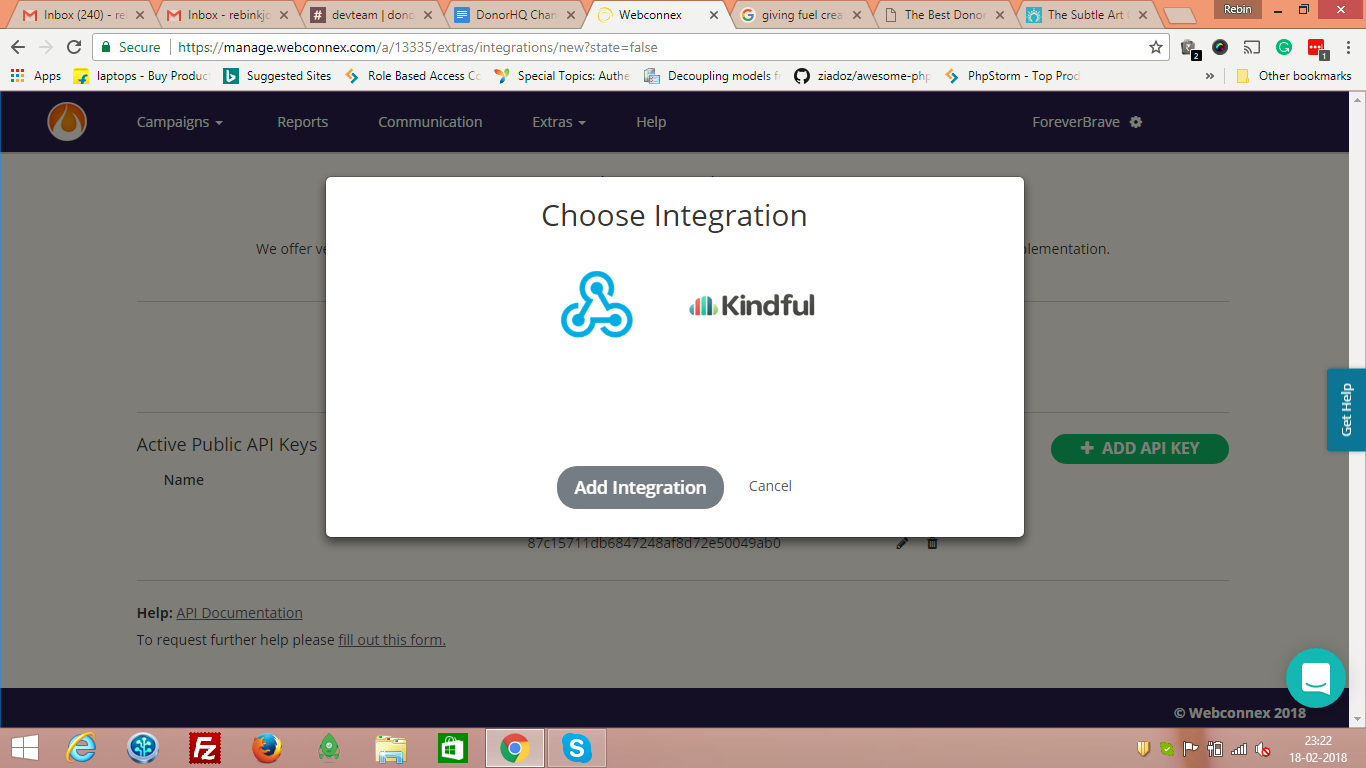 Rebin
Inbox (240) - re
Inbox - rebinkjo
devteam | dono
DonorHQ Chan
Webconnex
giving fuel crea
The Best Donor
The Subtle Art
Secure
https://manage.webconnex.com/a/13335/extras/integrations/new?state=false
2
1
Apps
laptops - Buy Produc
Suggested Sites
Role Based Access Co
Special Topics: Authe
Decoupling models f
ziadoz/awesome-php
PhpStorm - Top Prod
»
Other bookmarks
Campaigns
Reports
Communication
Extras
Help
ForeverBrave
Choose Integration
We offer ve
lementation.
Kindful
Get Help
Active Public API Keys
+ ADD API KEY
Name
Add Integration
Cancel
87c15711db6847248af8d72e50049ab0
Help: API Documentation
To request further help please fill out this form.
© Webconnex 2018
23:22
18-02-2018